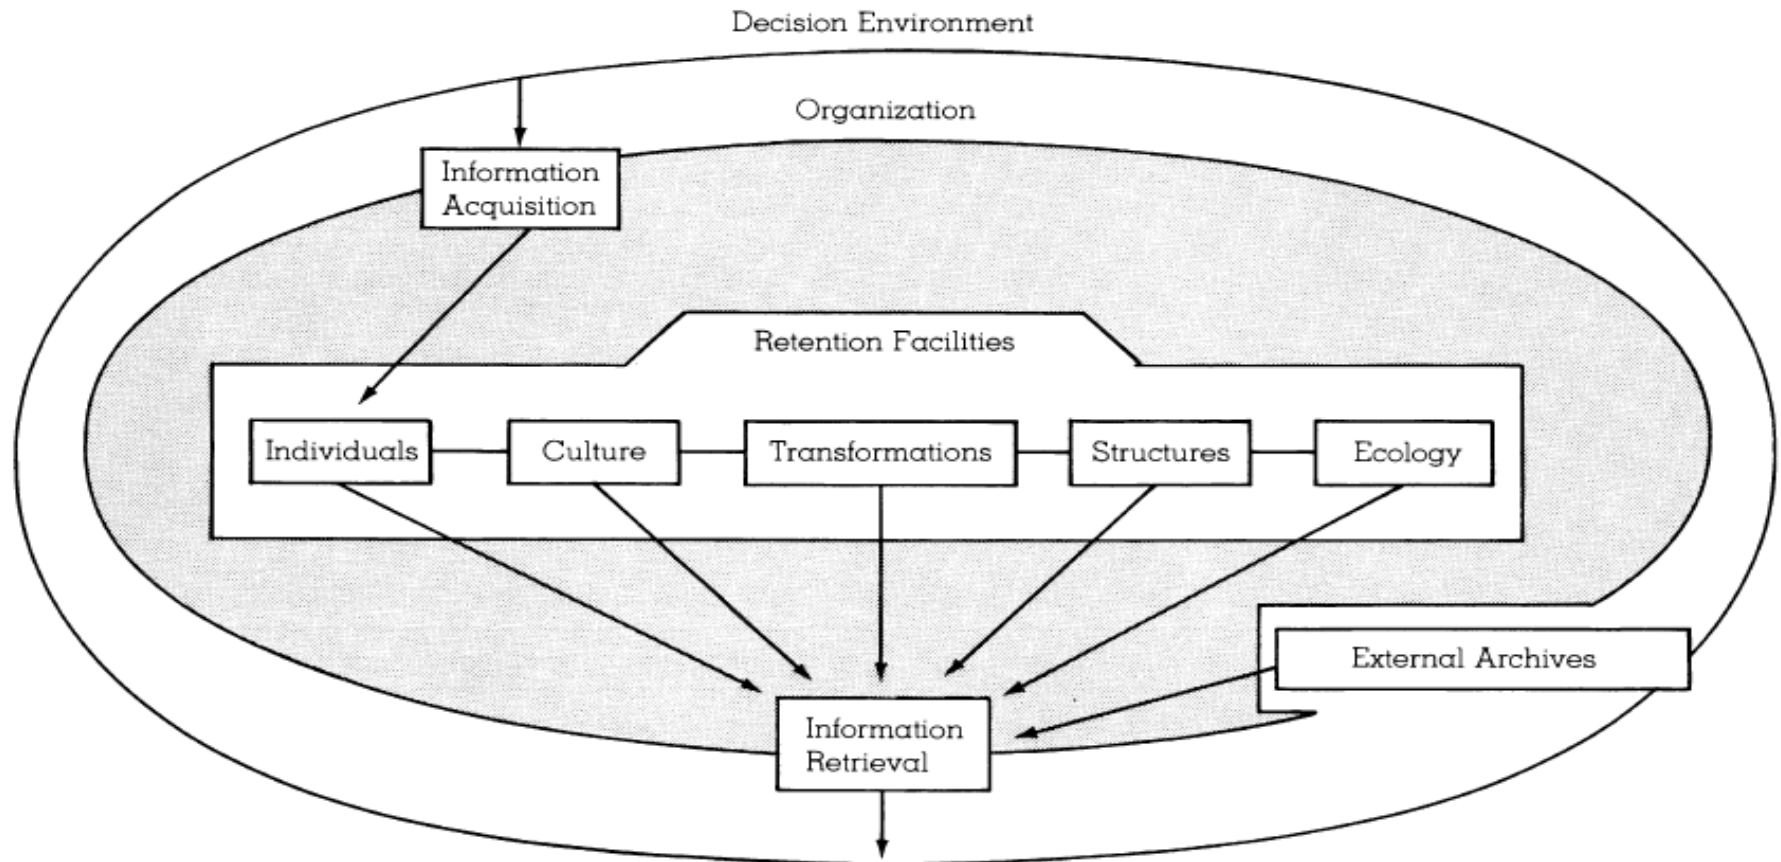 Decision Environment
Organization
Information
Acquisition
Retention Facilities
Individuals
Culture
Transformations
Structures
Ecology
External Archives
Information
Retrieval